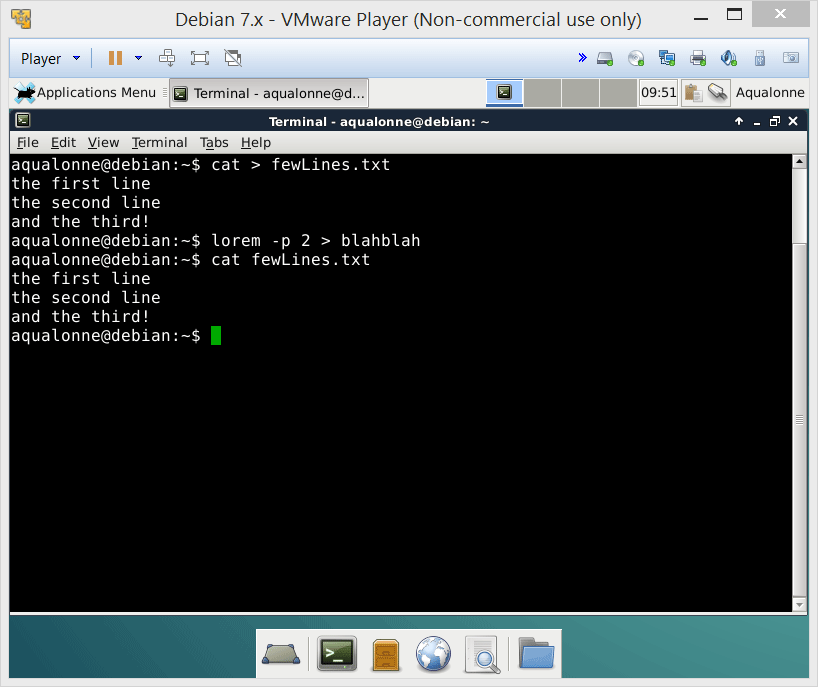 Debian 7.x - VMware Player (Non-commercial use only)
Player
Applications Menu
Terminal - aqualonne@d...
09:51
Aqualonne
Terminal - aqualonne@debian: ~
File Edit View Terminal Tabs Help
aqualonne@debian:~$ cat > fewLines.txt
the first line
the second line
and the third!
aqualonne@debian:~$ lorem -p 2 > blahblah
aqualonne@debian:~$ cat fewLines.txt
the first line
the second line
and the third!
aqualonne@debian:~$